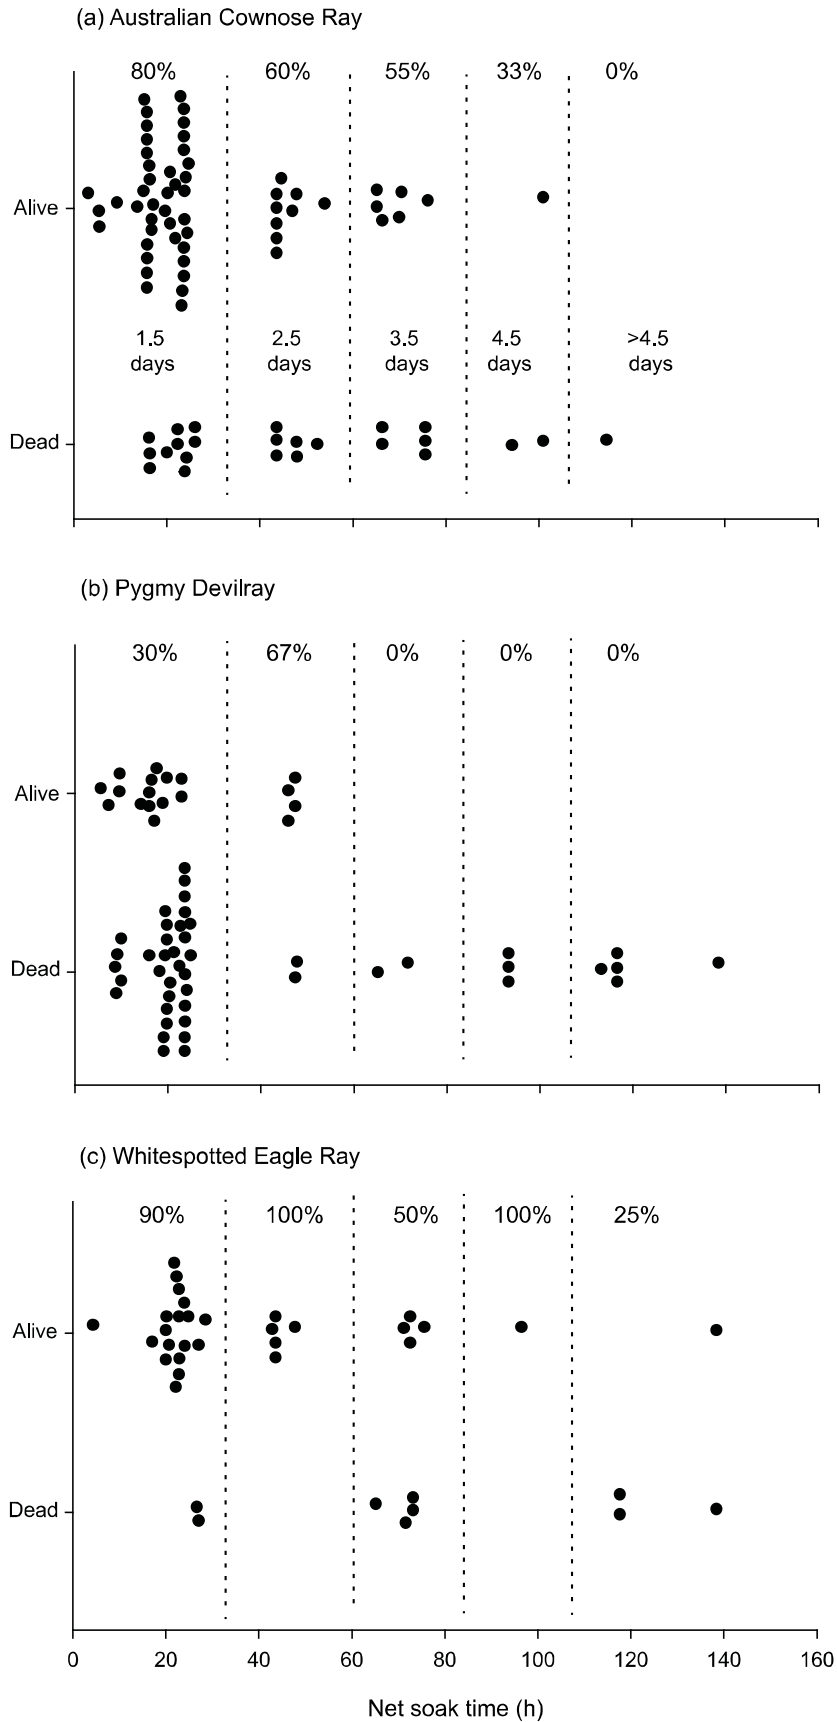 (a) Australian Cownose Ray
80% 60% 55% 33% 0%
Alive
1.5 2.5 3.5 4.5 >4.5
days days days days days
Dead
(b) Pygmy Devilray
30% 67% 0% 0% 0%
Alive
Dead
(c) Whitespotted Eagle Ray
90% 100% 50% 100% 25%
Alive
Dead
0 20 40 60 80 100 120 140 160
Net soak time (h)